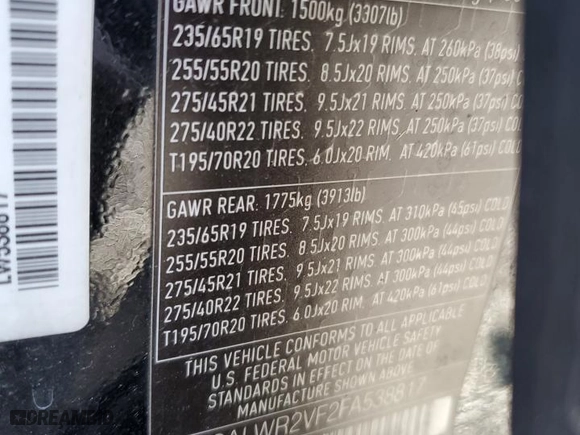 GAWR FRONT: 1500kg (3307lb)
235/65R19 TIRES, 7.5Jx19 RIMS, AT 260kPa (38psi)
255/55R20 TIRES, 8.5Jx20 RIMS, AT 250kPa (37psi)
275/45R21 TIRES, 9.5Jx21 RIMS, AT 250kPa (37psi)
275/40R22 TIRES, 9.5Jx22 RIMS, AT 250kPa (37psi) COLD
T195/70R20 TIRES, 6.0Jx20 RIM, AT 420kPa (61psi) COLD
GAWR REAR: 1775kg (3913lb)
235/65R19 TIRES, 7.5Jx19 RIMS, AT 310kPa (45psi) COLD
255/55R20 TIRES, 8.5Jx20 RIMS, AT 300kPa (44psi) COLD
275/45R21 TIRES, 9.5Jx21 RIMS, AT 300kPa (44psi) COLD
275/40R22 TIRES, 9.5Jx22 RIMS, AT 300kPa (44psi) COLD
T195/70R20 TIRES, 6.0Jx20 RIM, AT 420kPa (61psi) COLD
THIS VEHICLE CONFORMS TO ALL APPLICABLE
U.S. FEDERAL MOTOR VEHICLE SAFETY
STANDARDS IN EFFECT ON THE DATE OF
DREAMBID